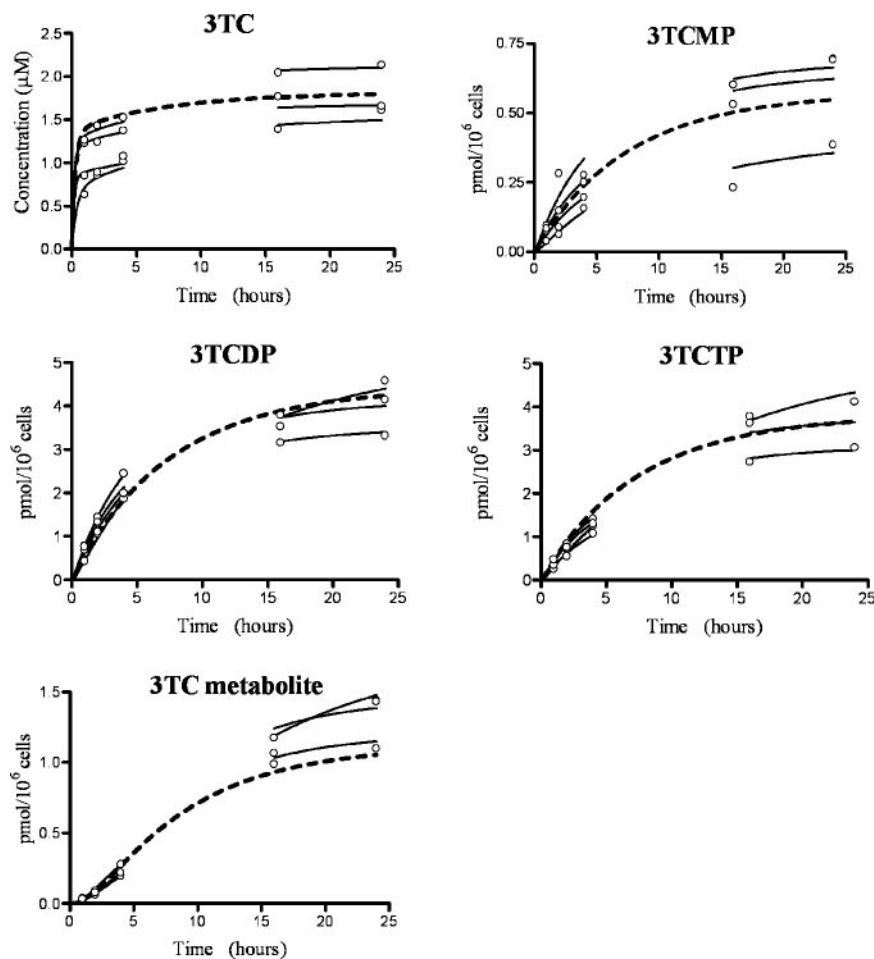 3TC
Concentration (µM)
2.5
2.0
1.5
1.0
0.5
0.0
0 5 10 15 20 25
Time (hours)
3TCMP
pmol/10⁶ cells
0.75
0.50
0.25
0.00
0 5 10 15 20 25
Time (hours)
3TCDP
pmol/10⁶ cells
5
4
3
2
1
0
0 5 10 15 20 25
Time (hours)
3TCTP
pmol/10⁶ cells
5
4
3
2
1
0
0 5 10 15 20 25
Time (hours)
3TC metabolite
pmol/10⁶ cells
1.5
1.0
0.5
0.0
0 5 10 15 20 25
Time (hours)